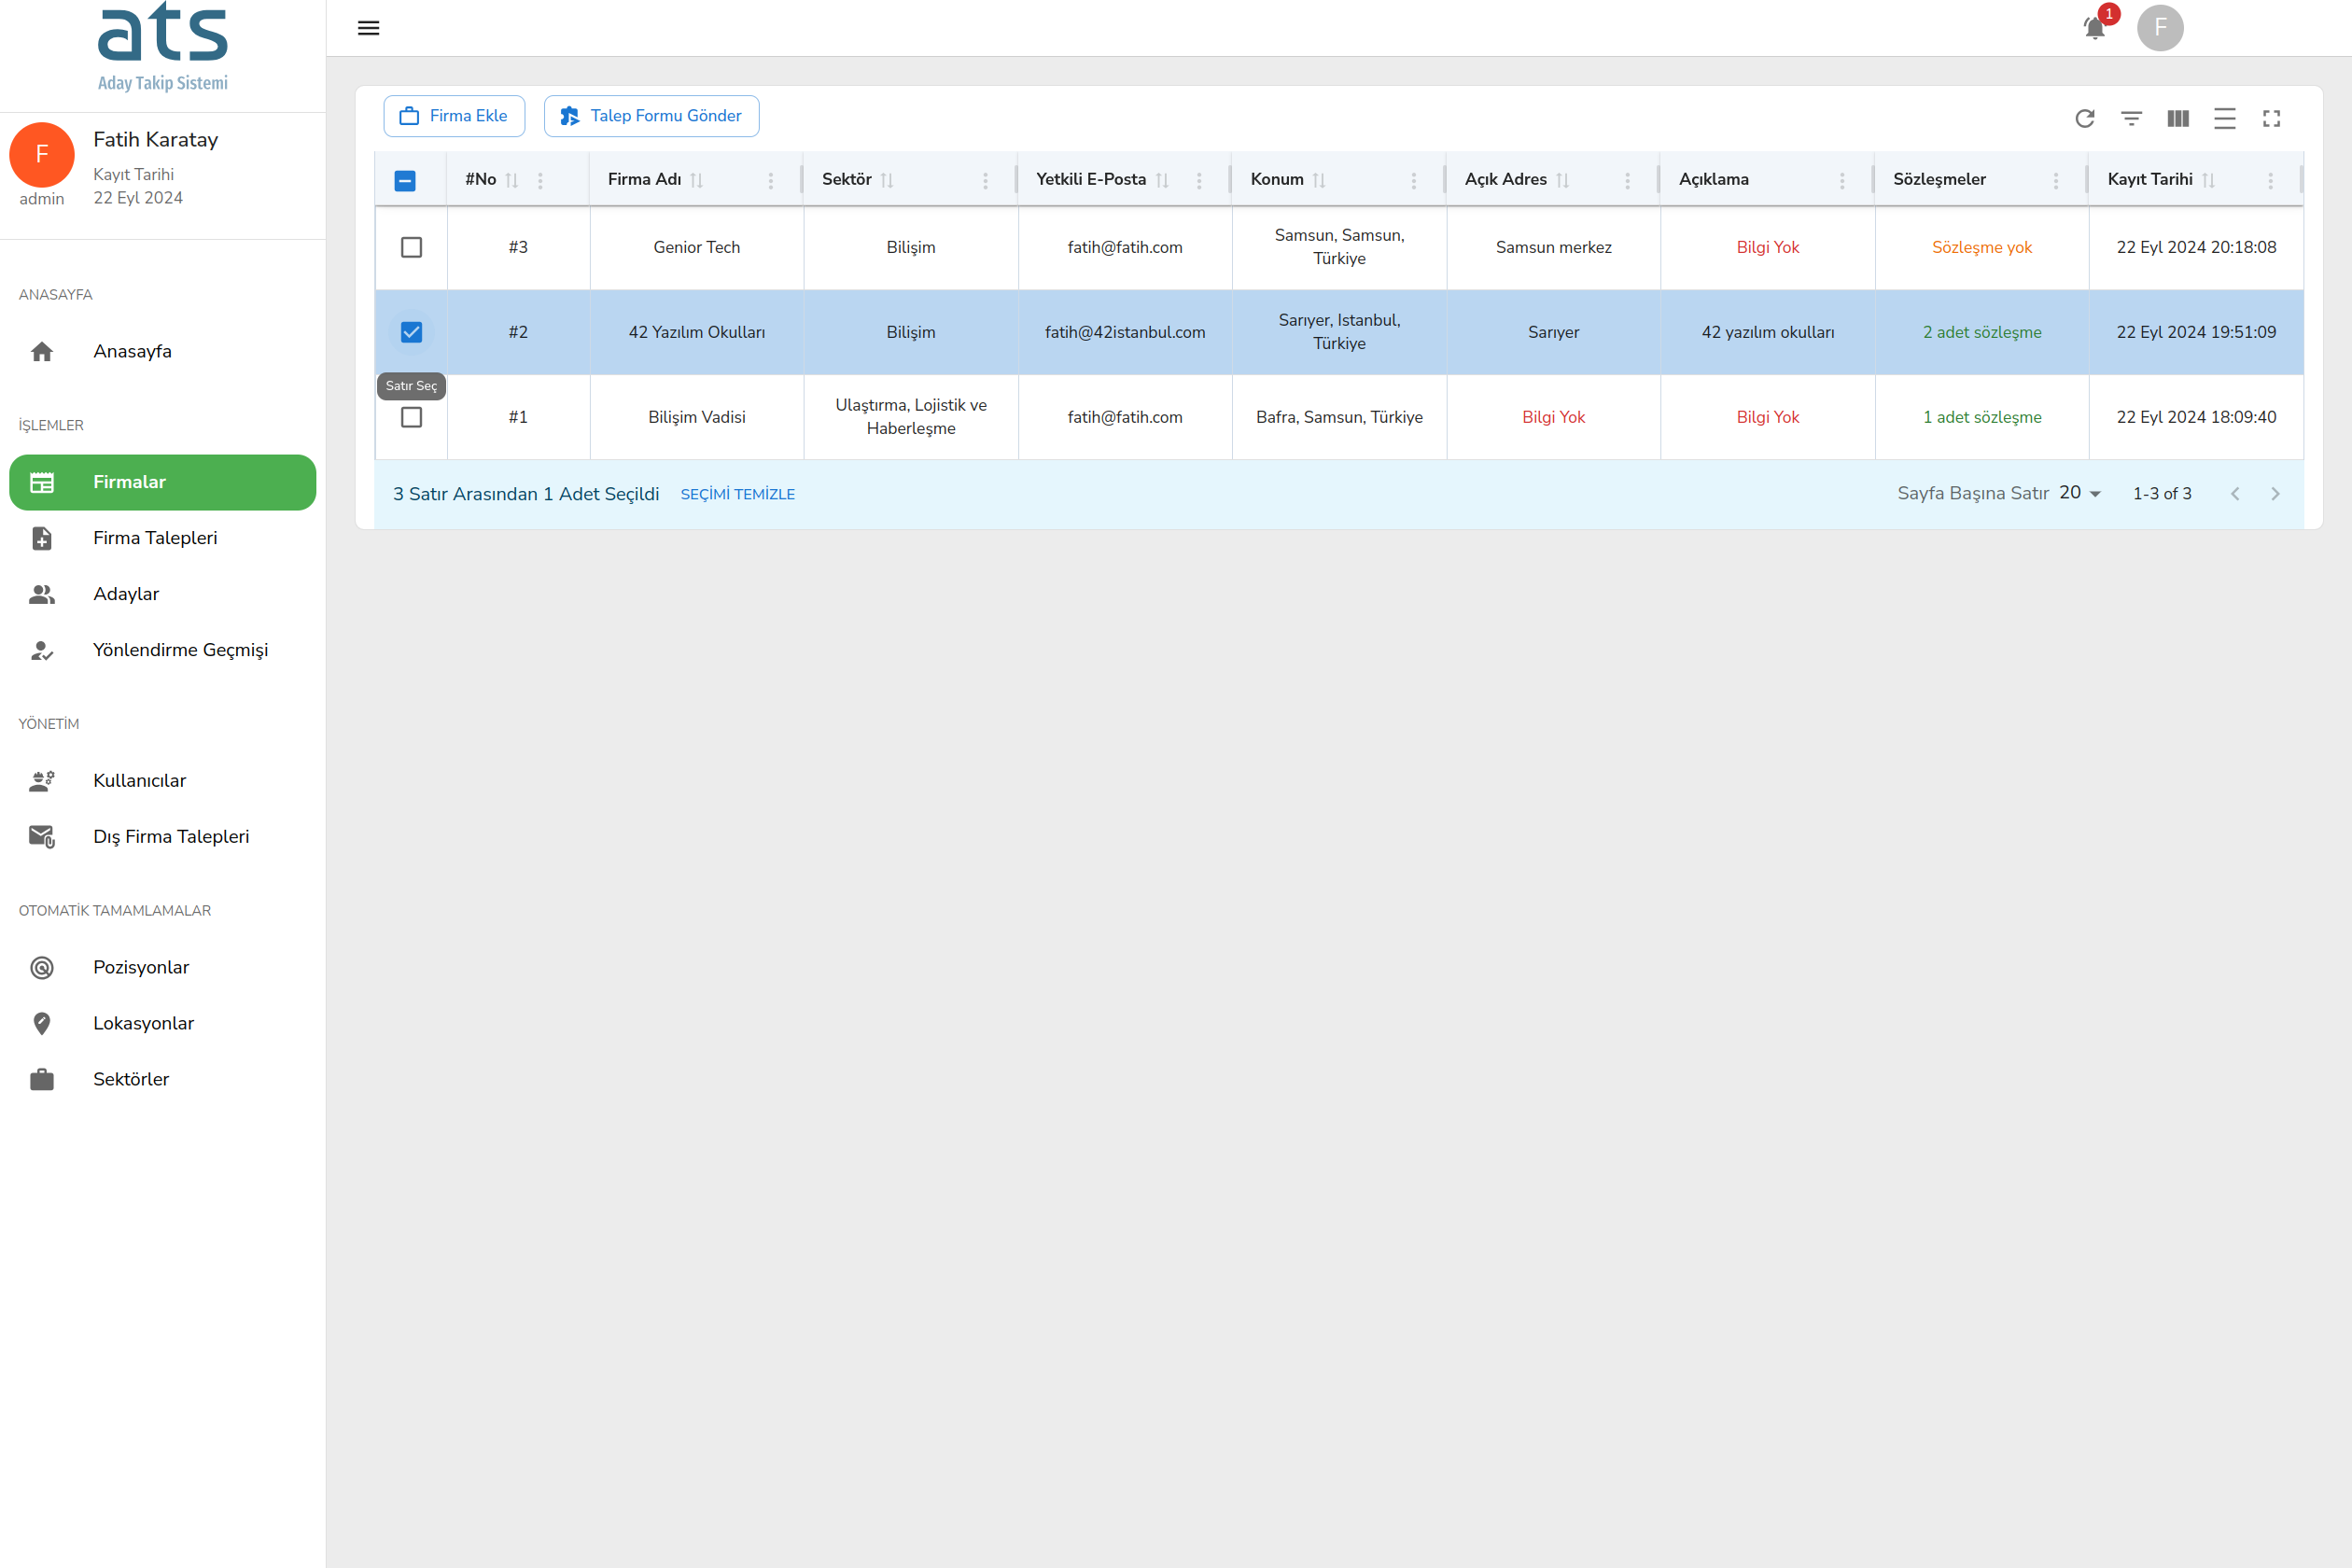 ats
Aday Takip Sistemi
F
admin
Fatih Karatay
Kayıt Tarihi
22 Eyl 2024
ANASAYFA
Anasayfa
İŞLEMLER
Firmalar
Firma Talepleri
Adaylar
Yönlendirme Geçmişi
YÖNETİM
Kullanıcılar
Dış Firma Talepleri
OTOMATİK TAMAMLAMALAR
Pozisyonlar
Lokasyonlar
Sektörler
1
F
Firma Ekle
Talep Formu Gönder
#No Firma Adı Sektör Yetkili E-Posta Konum Açık Adres Açıklama Sözleşmeler Kayıt Tarihi
#3 Genior Tech Bilişim fatih@fatih.com Samsun, Samsun, Türkiye Samsun merkez Bilgi Yok Sözleşme yok 22 Eyl 2024 20:18:08
#2 42 Yazılım Okulları Bilişim fatih@42istanbul.com Sarıyer, Istanbul, Türkiye Sarıyer 42 yazılım okulları 2 adet sözleşme 22 Eyl 2024 19:51:09
Satır Seç
#1 Bilişim Vadisi Ulaştırma, Lojistik ve Haberleşme fatih@fatih.com Bafra, Samsun, Türkiye Bilgi Yok Bilgi Yok 1 adet sözleşme 22 Eyl 2024 18:09:40
3 Satır Arasından 1 Adet Seçildi SEÇİMİ TEMİZLE
Sayfa Başına Satır 20 1-3 of 3